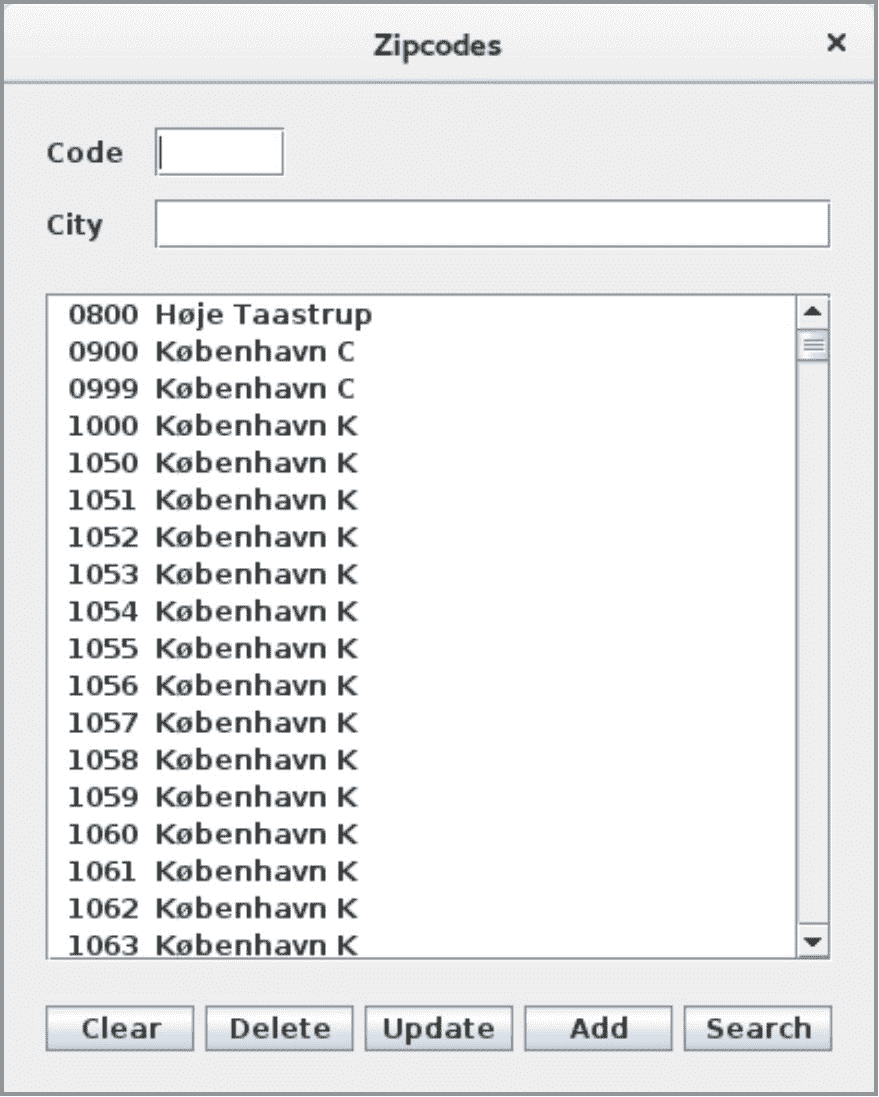 Zipcodes
Code
City
0800 Høje Taastrup
0900 København C
0999 København C
1000 København K
1050 København K
1051 København K
1052 København K
1053 København K
1054 København K
1055 København K
1056 København K
1057 København K
1058 København K
1059 København K
1060 København K
1061 København K
1062 København K
1063 København K
Clear Delete Update Add Search